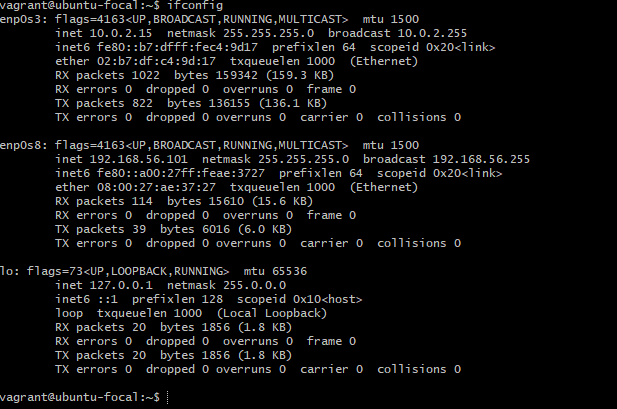 vagrant@ubuntu-focal:~$ ifconfig
enp0s3: flags=4163<UP,BROADCAST,RUNNING,MULTICAST>  mtu 1500
        inet 10.0.2.15  netmask 255.255.255.0  broadcast 10.0.2.255
        inet6 fe80::b7:dfff:fec4:9d17  prefixlen 64  scopeid 0x20<link>
        ether 02:b7:df:c4:9d:17  txqueuelen 1000  (Ethernet)
        RX packets 1022  bytes 159342 (159.3 KB)
        RX errors 0  dropped 0  overruns 0  frame 0
        TX packets 822  bytes 136155 (136.1 KB)
        TX errors 0  dropped 0 overruns 0  carrier 0  collisions 0

enp0s8: flags=4163<UP,BROADCAST,RUNNING,MULTICAST>  mtu 1500
        inet 192.168.56.101  netmask 255.255.255.0  broadcast 192.168.56.255
        inet6 fe80::a00:27ff:feae:3727  prefixlen 64  scopeid 0x20<link>
        ether 08:00:27:ae:37:27  txqueuelen 1000  (Ethernet)
        RX packets 114  bytes 15610 (15.6 KB)
        RX errors 0  dropped 0  overruns 0  frame 0
        TX packets 39  bytes 6016 (6.0 KB)
        TX errors 0  dropped 0 overruns 0  carrier 0  collisions 0

lo: flags=73<UP,LOOPBACK,RUNNING>  mtu 65536
        inet 127.0.0.1  netmask 255.0.0.0
        inet6 ::1  prefixlen 128  scopeid 0x10<host>
        loop  txqueuelen 1000  (Local Loopback)
        RX packets 20  bytes 1856 (1.8 KB)
        RX errors 0  dropped 0  overruns 0  frame 0
        TX packets 20  bytes 1856 (1.8 KB)
        TX errors 0  dropped 0 overruns 0  carrier 0  collisions 0

vagrant@ubuntu-focal:~$